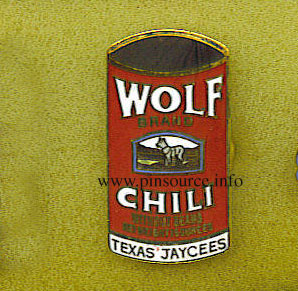 WOLF
BRAND
www.pinsource.info
CHILI
TEXAS JAYCEES